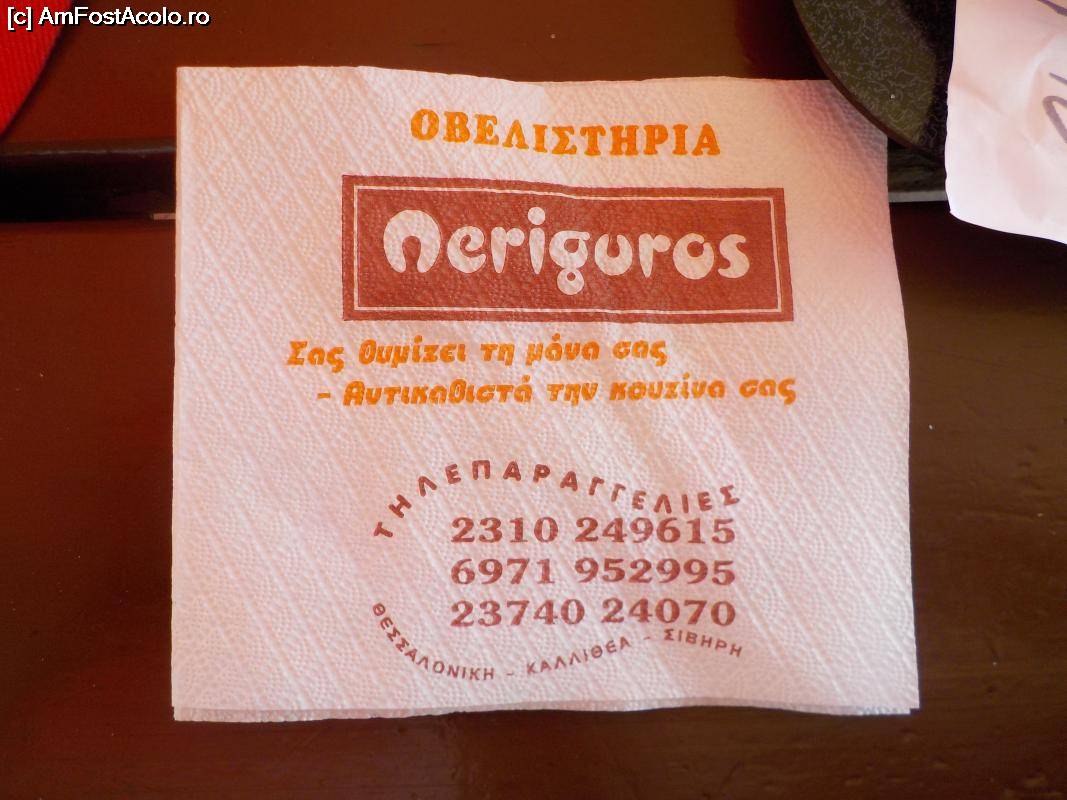 [c] AmFostAcolo.ro
ΟΒΕΛΙΣΤΗΡΙΑ
neriguros
Σας θυμίζει τη μάνα σας
- Αντικαθιστά την κουζίνα σας
ΤΗΛΕΠΑΡΑΓΓΕΛΙΕΣ
2310 249615
6971 952995
23740 24070
ΘΕΣΣΑΛΟΝΙΚΗ - ΚΑΛΛΙΘΕΑ - ΣΙΒΗΡΗ